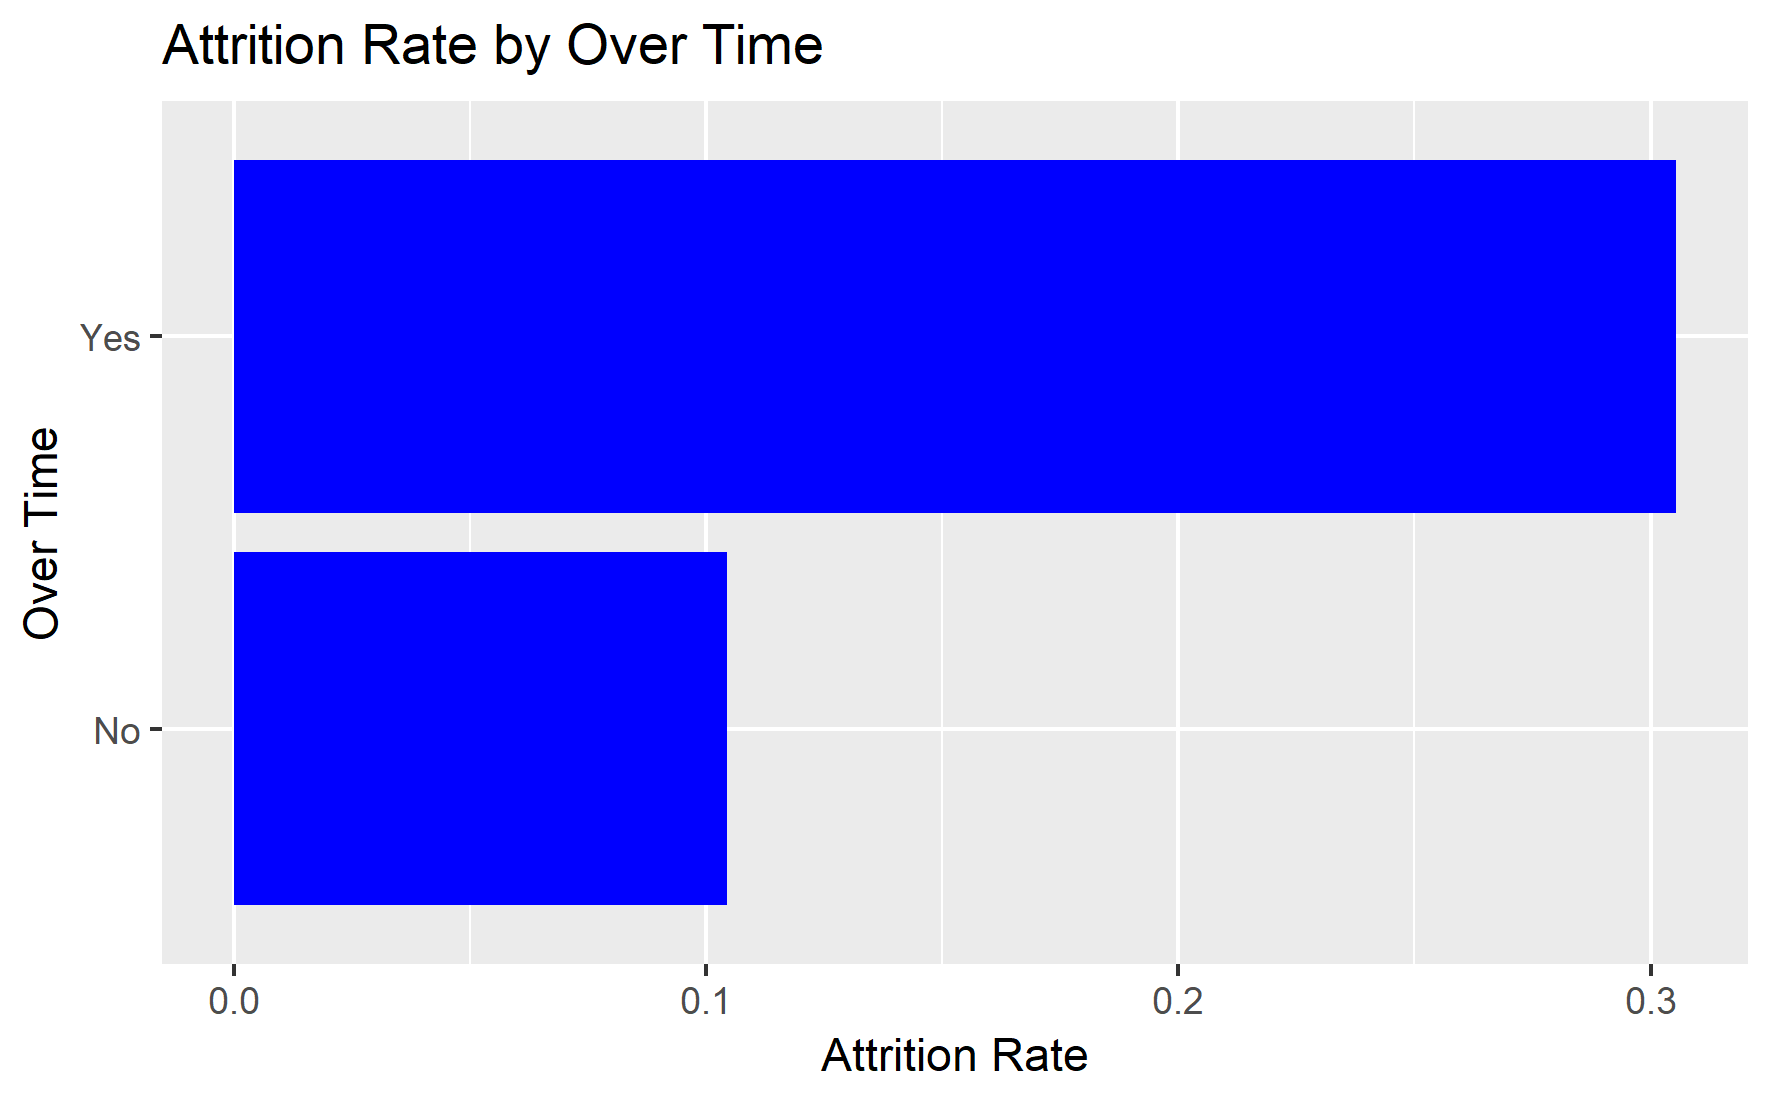 Attrition Rate by Over Time
Over Time
Yes
No
0.0 0.1 0.2 0.3
Attrition Rate